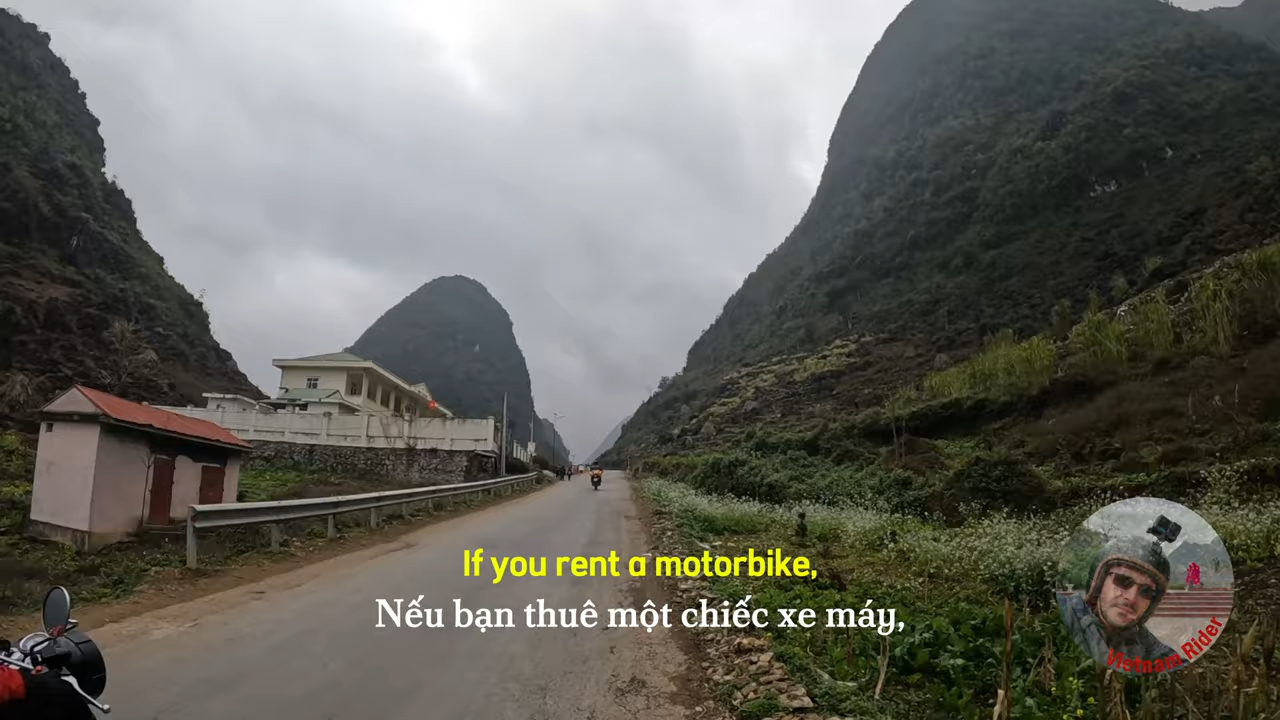 If you rent a motorbike,
Nếu bạn thuê một chiếc xe máy,
Vietnam Rider